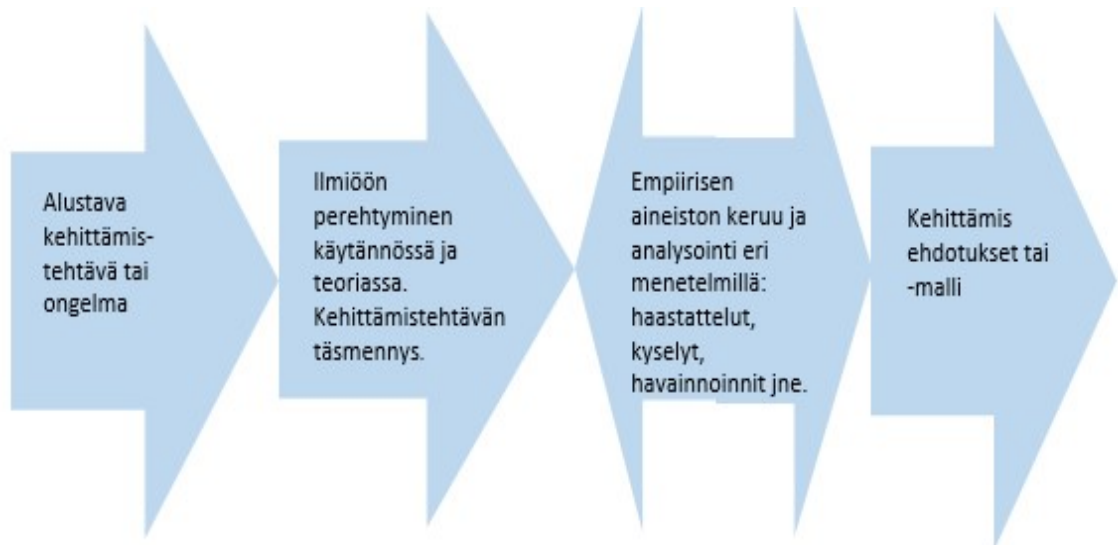 Alustava
kehittämis-
tehtävä tai
ongelma
Ilmiöön
perehtyminen
käytännössä ja
teoriassa.
Kehittämistehtävän
täsmennys.
Empiirisen
aineiston keruu ja
analysointi eri
menetelmillä:
haastattelut,
kyselyt,
havainnoinnit jne.
Kehittämis
ehdotukset tai
-malli